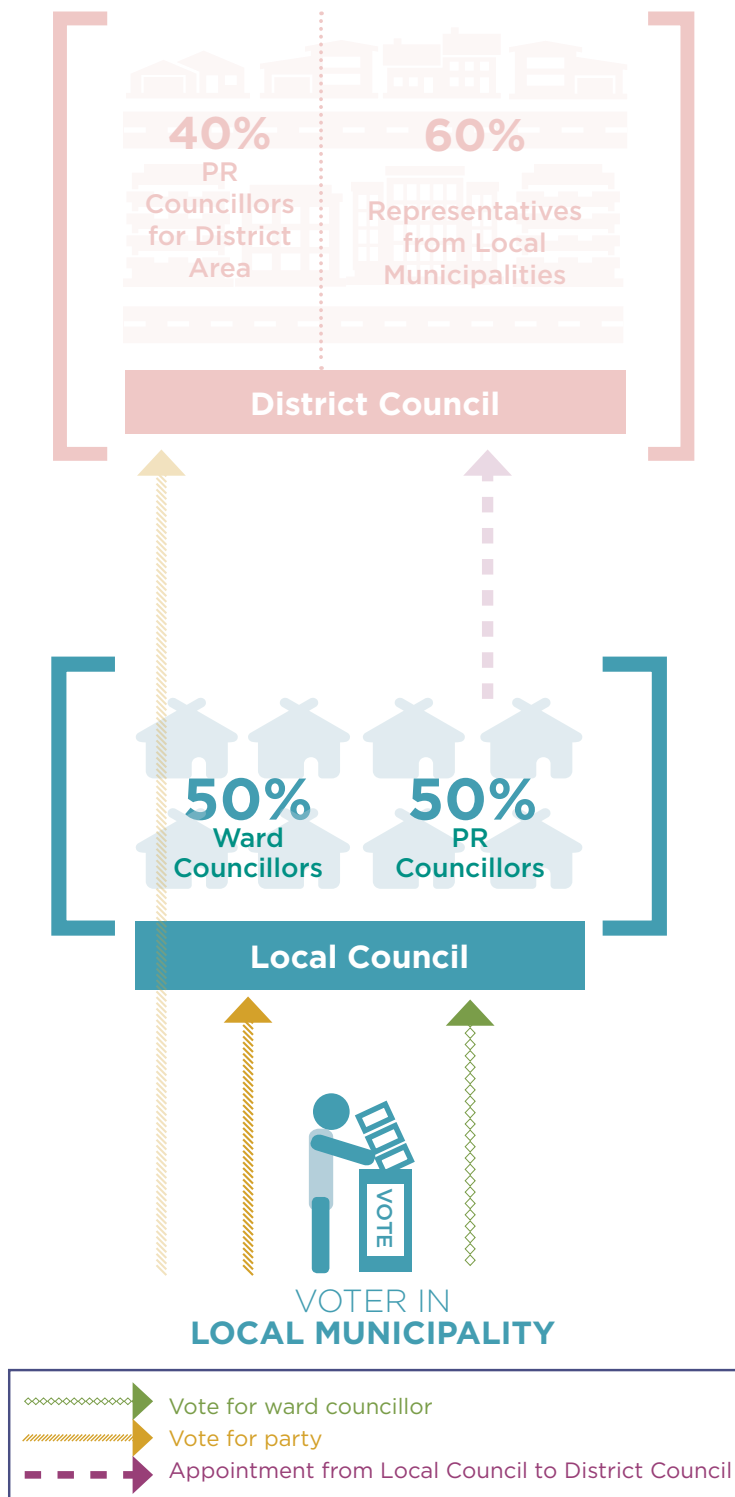 40%
PR
Councillors
for District
Area
60%
Representatives
from Local
Municipalities
District Council
50%
Ward
Councillors
50%
PR
Councillors
Local Council
VOTE
VOTER IN
LOCAL MUNICIPALITY
Vote for ward councillor
Vote for party
Appointment from Local Council to District Council